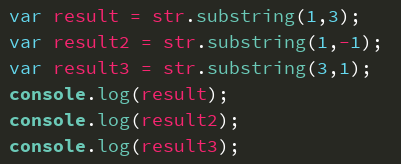 var result = str.substring(1,3);
var result2 = str.substring(1,-1);
var result3 = str.substring(3,1);
console.log(result);
console.log(result2);
console.log(result3);